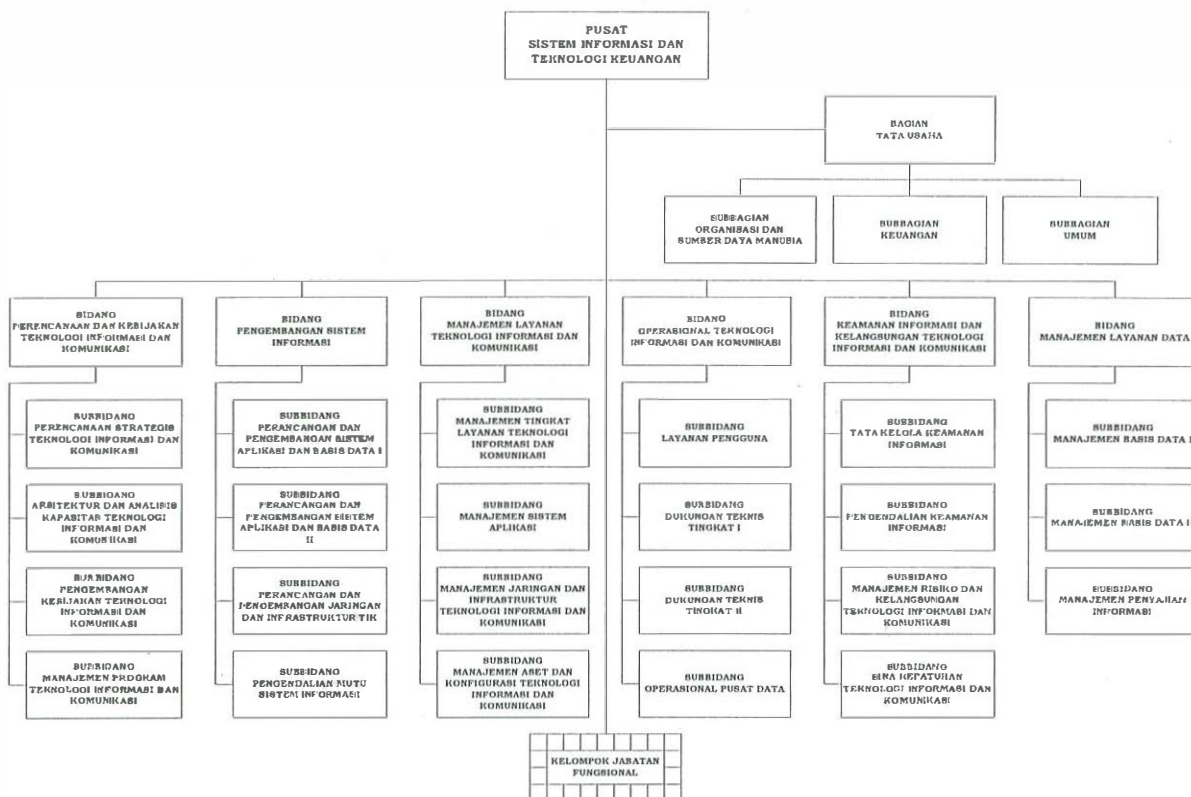 PUSAT
SISTEM INFORMASI DAN
TEKNOLOGI KEUANGAN
BAGIAN
TATA USAHA
SUBBAGIAN
ORGANISASI DAN
SUMBER DAYA MANUSIA
SUBBAGIAN
KEUANGAN
SUBBAGIAN
UMUM
BIDANG
PERENCANAAN DAN KEBIJAKAN
TEKNOLOGI INFORMASI DAN
KOMUNIKASI
BIDANG
PENGEMBANGAN SISTEM
INFORMASI
BIDANG
MANAJEMEN LAYANAN
TEKNOLOGI INFORMASI DAN
KOMUNIKASI
BIDANG
OPERASIONAL TEKNOLOGI
INFORMASI DAN KOMUNIKASI
BIDANG
KEAMANAN INFORMASI DAN
KELANGSUNGAN TEKNOLOGI
INFORMASI DAN KOMUNIKASI
BIDANG
MANAJEMEN LAYANAN DATA
SUBBIDANG
PERENCANAAN STRATEGIS
TEKNOLOGI INFORMASI DAN
KOMUNIKASI
SUBBIDANG
ARSITEKTUR DAN ANALISIS
KAPASITAS TEKNOLOGI
INFORMASI DAN
KOMUNIKASI
SUBBIDANG
PENGEMBANGAN
KEBIJAKAN TEKNOLOGI
INFORMASI DAN
KOMUNIKASI
SUBBIDANG
MANAJEMEN PROGRAM
TEKNOLOGI INFORMASI DAN
KOMUNIKASI
SUBBIDANG
PERANCANGAN DAN
PENGEMBANGAN SISTEM
APLIKASI DAN BASIS DATA I
SUBBIDANG
PERANCANGAN DAN
PENGEMBANGAN SISTEM
APLIKASI DAN BASIS DATA
II
SUBBIDANG
PERANCANGAN DAN
PENGEMBANGAN JARINGAN
DAN INFRASTRUKTUR TIK
SUBBIDANG
PENGENDALIAN MUTU
SISTEM INFORMASI
SUBBIDANG
MANAJEMEN TINGKAT
LAYANAN TEKNOLOGI
INFORMASI DAN
KOMUNIKASI
SUBBIDANG
MANAJEMEN SISTEM
APLIKASI
SUBBIDANG
MANAJEMEN JARINGAN DAN
INFRASTRUKTUR
TEKNOLOGI INFORMASI DAN
KOMUNIKASI
SUBBIDANG
MANAJEMEN ASET DAN
KONFIGURASI TEKNOLOGI
INFORMASI DAN
KOMUNIKASI
SUBBIDANG
LAYANAN PENGGUNA
SUBBIDANG
DUKUNGAN TEKNIS
TINGKAT I
SUBBIDANG
DUKUNGAN TEKNIS
TINGKAT II
SUBBIDANG
OPERASIONAL PUSAT DATA
SUBBIDANG
TATA KELOLA KEAMANAN
INFORMASI
SUBBIDANG
PENGENDALIAN KEAMANAN
INFORMASI
SUBBIDANG
MANAJEMEN RISIKO DAN
KELANGSUNGAN
TEKNOLOGI INFORMASI DAN
KOMUNIKASI
SUBBIDANG
BINA KEPATUHAN
TEKNOLOGI INFORMASI DAN
KOMUNIKASI
SUBBIDANG
MANAJEMEN BASIS DATA I
SUBBIDANG
MANAJEMEN BASIS DATA
SUBBIDANG
MANAJEMEN PENYAJIAN
INFORMASI
KELOMPOK JABATAN
FUNGSIONAL